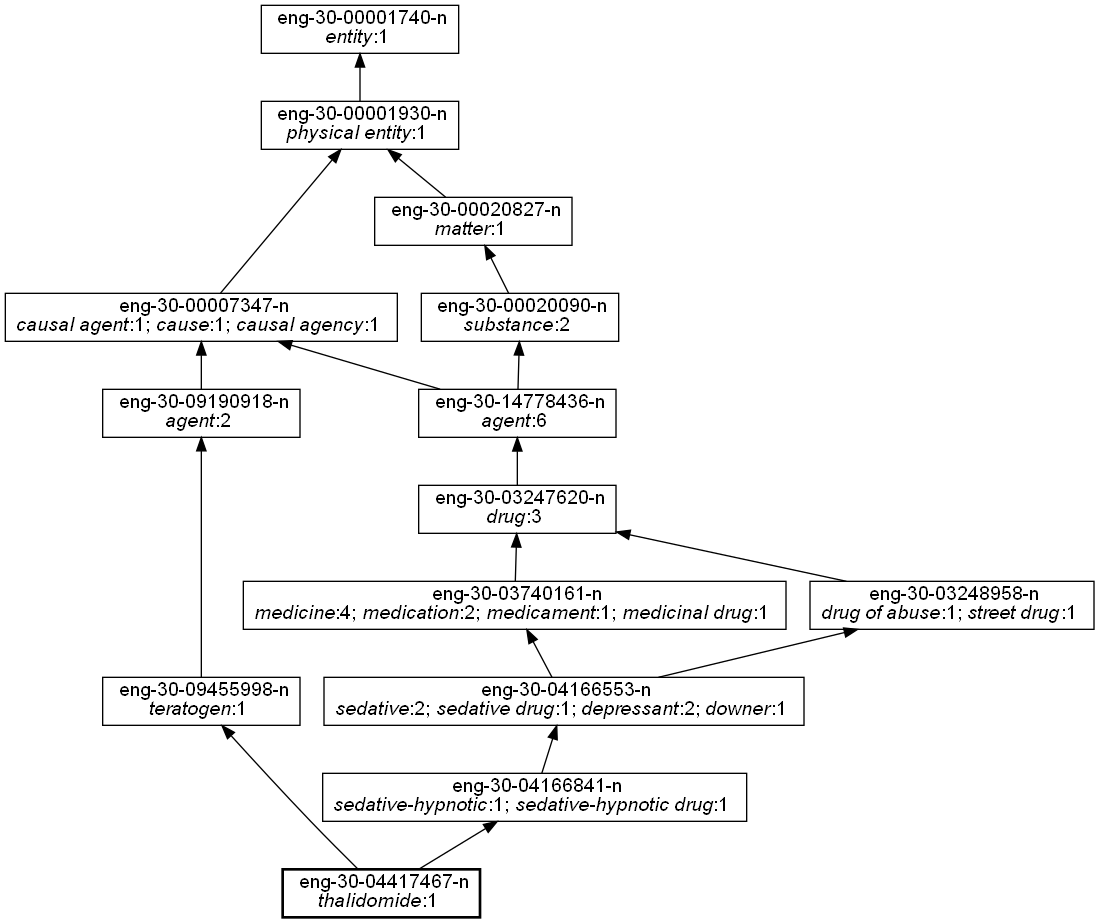 eng-30-00001740-n
entity:1
eng-30-00001930-n
physical entity:1
eng-30-00020827-n
matter:1
eng-30-00007347-n
causal agent:1; cause:1; causal agency:1
eng-30-00020090-n
substance:2
eng-30-09190918-n
agent:2
eng-30-14778436-n
agent:6
eng-30-03247620-n
drug:3
eng-30-03740161-n
medicine:4; medication:2; medicament:1; medicinal drug:1
eng-30-03248958-n
drug of abuse:1; street drug:1
eng-30-09455998-n
teratogen:1
eng-30-04166553-n
sedative:2; sedative drug:1; depressant:2; downer:1
eng-30-04166841-n
sedative-hypnotic:1; sedative-hypnotic drug:1
eng-30-04417467-n
thalidomide:1